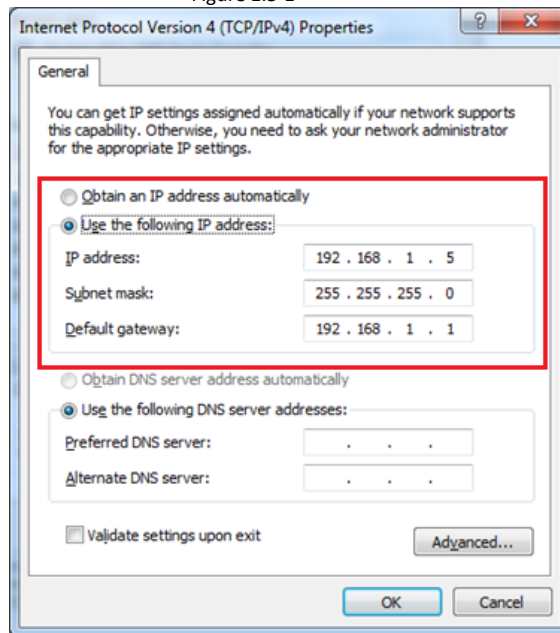 Internet Protocol Version 4 (TCP/IPv4) Properties
General
You can get IP settings assigned automatically if your network supports
this capability. Otherwise, you need to ask your network administrator
for the appropriate IP settings.
Obtain an IP address automatically
Use the following IP address:
IP address: 192 . 168 . 1 . 5
Subnet mask: 255 . 255 . 255 . 0
Default gateway: 192 . 168 . 1 . 1
Obtain DNS server address automatically
Use the following DNS server addresses:
Preferred DNS server: . . .
Alternate DNS server: . . .
Validate settings upon exit
Advanced...
OK Cancel